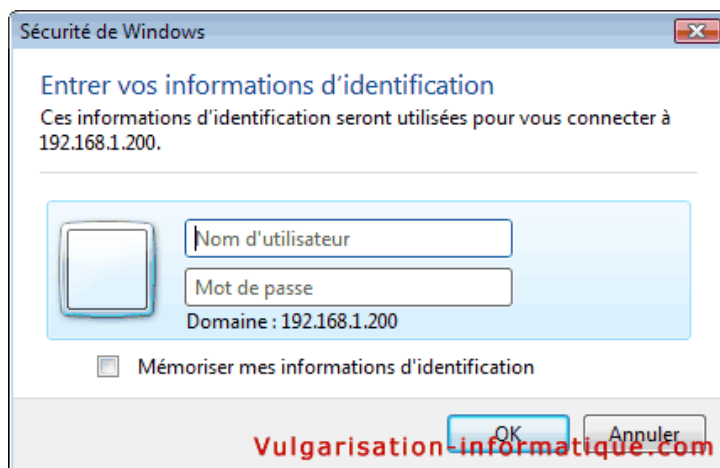 Sécurité de Windows
Entrer vos informations d'identification
Ces informations d'identification seront utilisées pour vous connecter à
192.168.1.200.
Nom d'utilisateur
Mot de passe
Domaine : 192.168.1.200
Mémoriser mes informations d'identification
OK Annuler
Vulgarisation-informatique.com